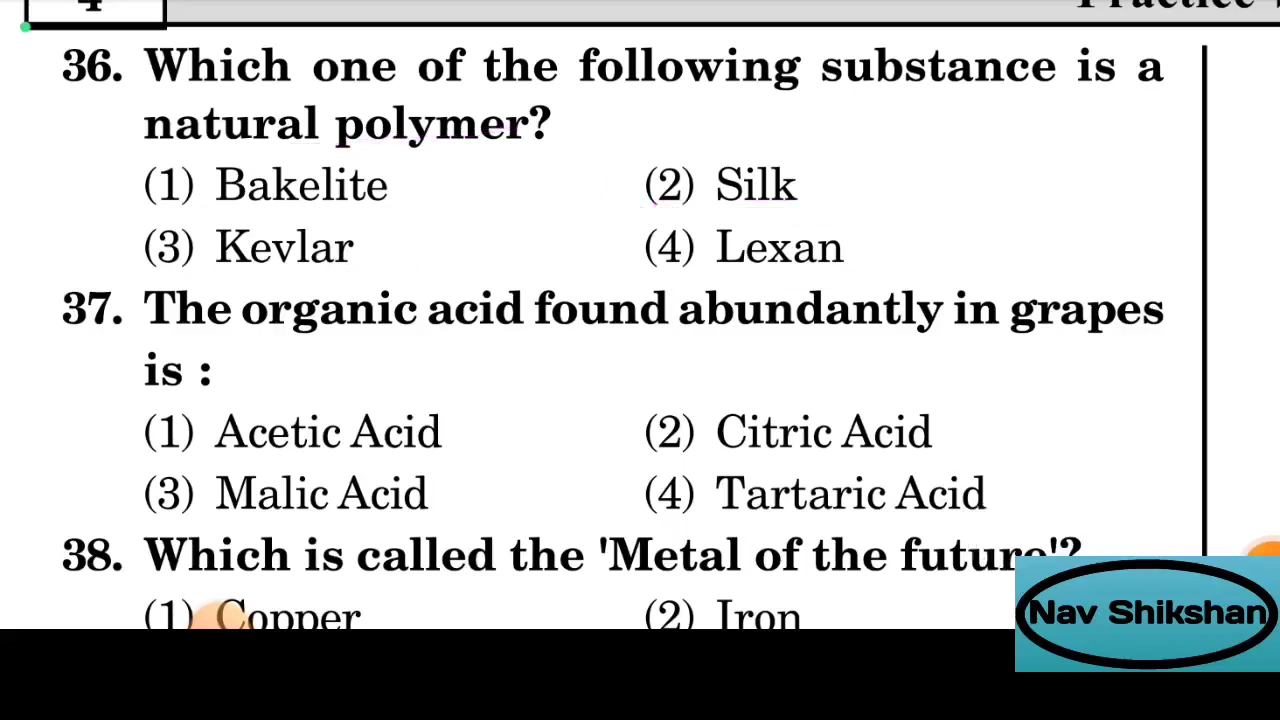 4
Practice
36. Which one of the following substance is a
natural polymer?
(1) Bakelite (2) Silk
(3) Kevlar (4) Lexan
37. The organic acid found abundantly in grapes
is :
(1) Acetic Acid (2) Citric Acid
(3) Malic Acid (4) Tartaric Acid
38. Which is called the 'Metal of the future'?
(1) Copper (2) Iron
Nav Shikshan